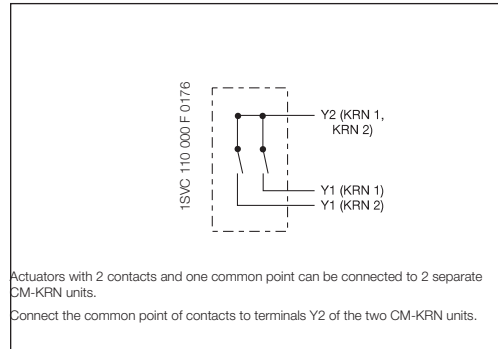 1SVC 110 000 F 0176
Y2 (KRN 1,
KRN 2)
Y1 (KRN 1)
Y1 (KRN 2)
Actuators with 2 contacts and one common point can be connected to 2 separate
CM-KRN units.
Connect the common point of contacts to terminals Y2 of the two CM-KRN units.